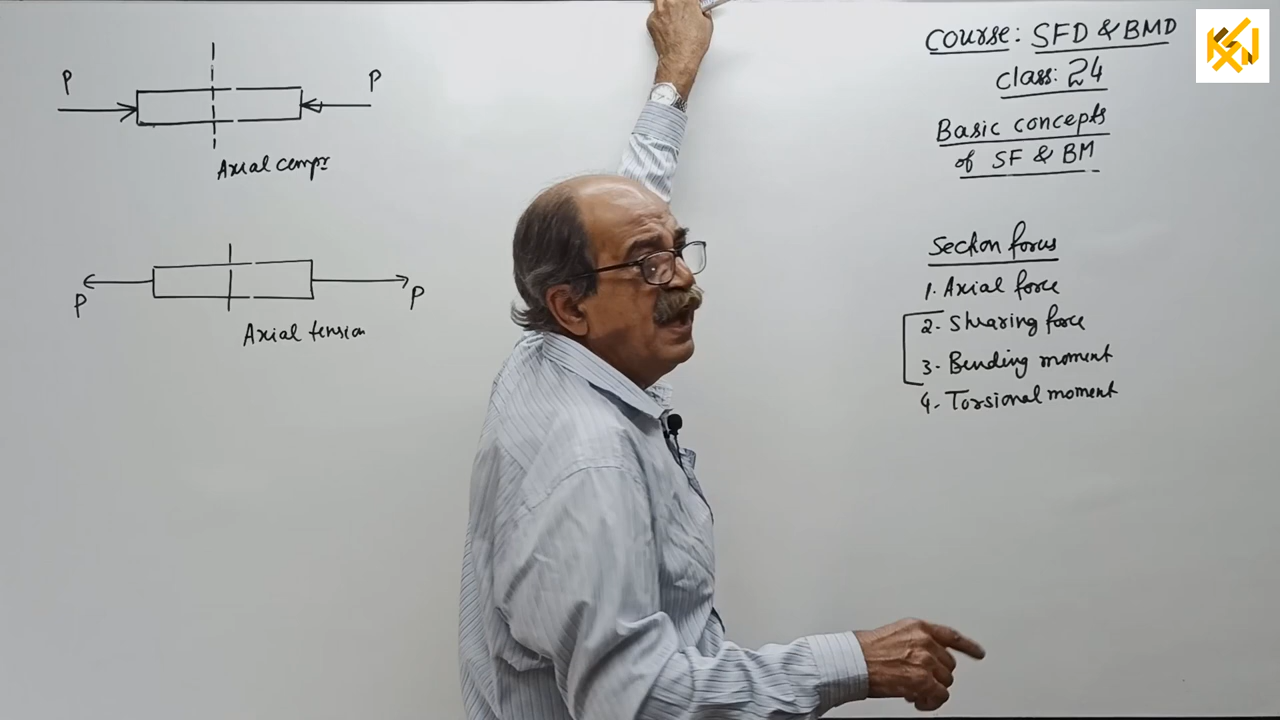 P P
Axial compr
P P
Axial tension
Course: SFD & BMD
Class: 24
Basic concepts
of SF & BM
Section forces
1. Axial force
2. Shearing force
3. Bending moment
4. Torsional moment